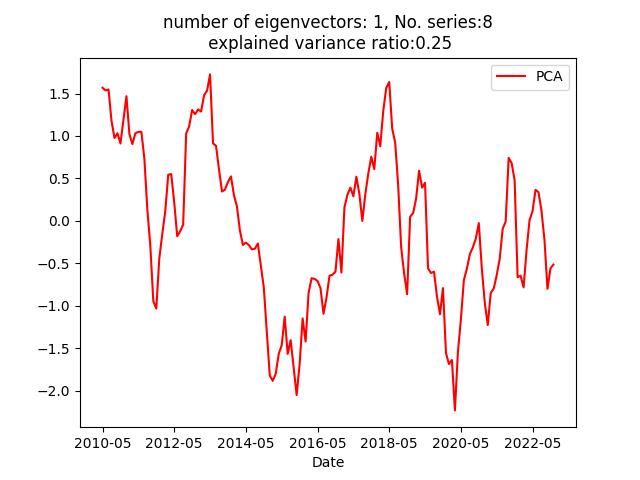 number of eigenvectors: 1, No. series:8
explained variance ratio:0.25
PCA
1.5
1.0
0.5
0.0
−0.5
−1.0
−1.5
−2.0
2010-05 2012-05 2014-05 2016-05 2018-05 2020-05 2022-05
Date